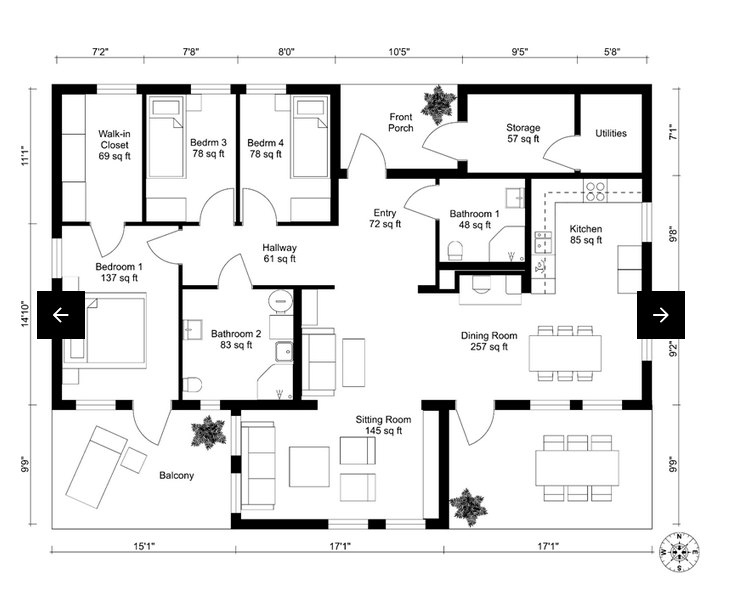 7'2"
7'8"
8'0"
10'5"
9'5"
5'8"
11'1"
14'10"
9'9"
7'1"
9'8"
9'2"
9'9"
Walk-in
Closet
69 sq ft
Bedrm 3
78 sq ft
Bedrm 4
78 sq ft
Front
Porch
Storage
57 sq ft
Utilities
Entry
72 sq ft
Bathroom 1
48 sq ft
Kitchen
85 sq ft
Hallway
61 sq ft
Bedroom 1
137 sq ft
Bathroom 2
83 sq ft
Dining Room
257 sq ft
Sitting Room
145 sq ft
Balcony
15'1"
17'1"
17'1"
N
W
E
S